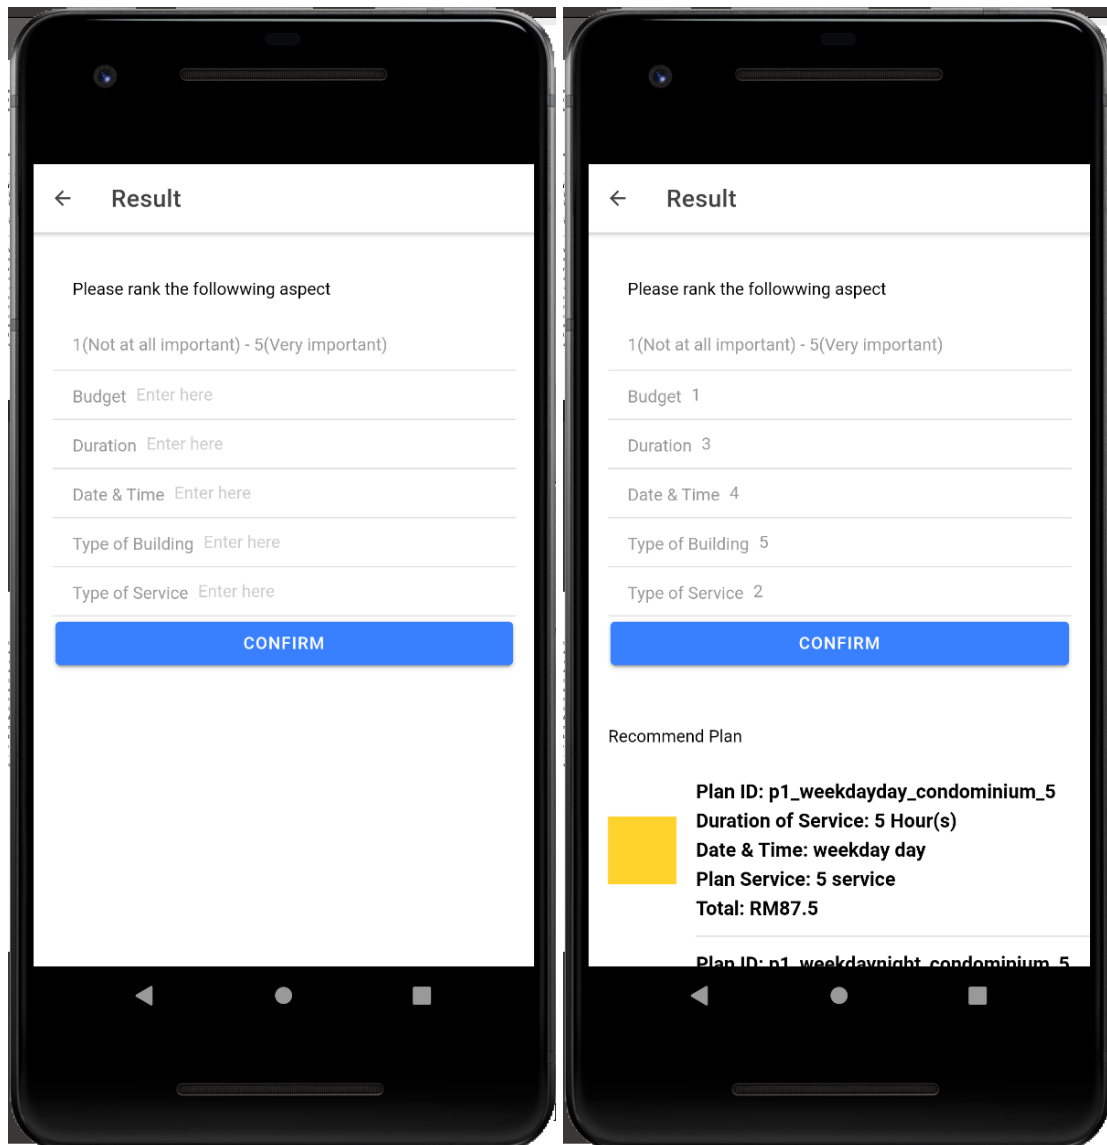 Result
Please rank the followwing aspect
1(Not at all important) - 5(Very important)
Budget Enter here
Duration Enter here
Date & Time Enter here
Type of Building Enter here
Type of Service Enter here
CONFIRM
Result
Please rank the followwing aspect
1(Not at all important) - 5(Very important)
Budget 1
Duration 3
Date & Time 4
Type of Building 5
Type of Service 2
CONFIRM
Recommend Plan
Plan ID: p1_weekdayday_condominium_5
Duration of Service: 5 Hour(s)
Date & Time: weekday day
Plan Service: 5 service
Total: RM87.5
Plan ID: p1_weekdaynight_condominium_5